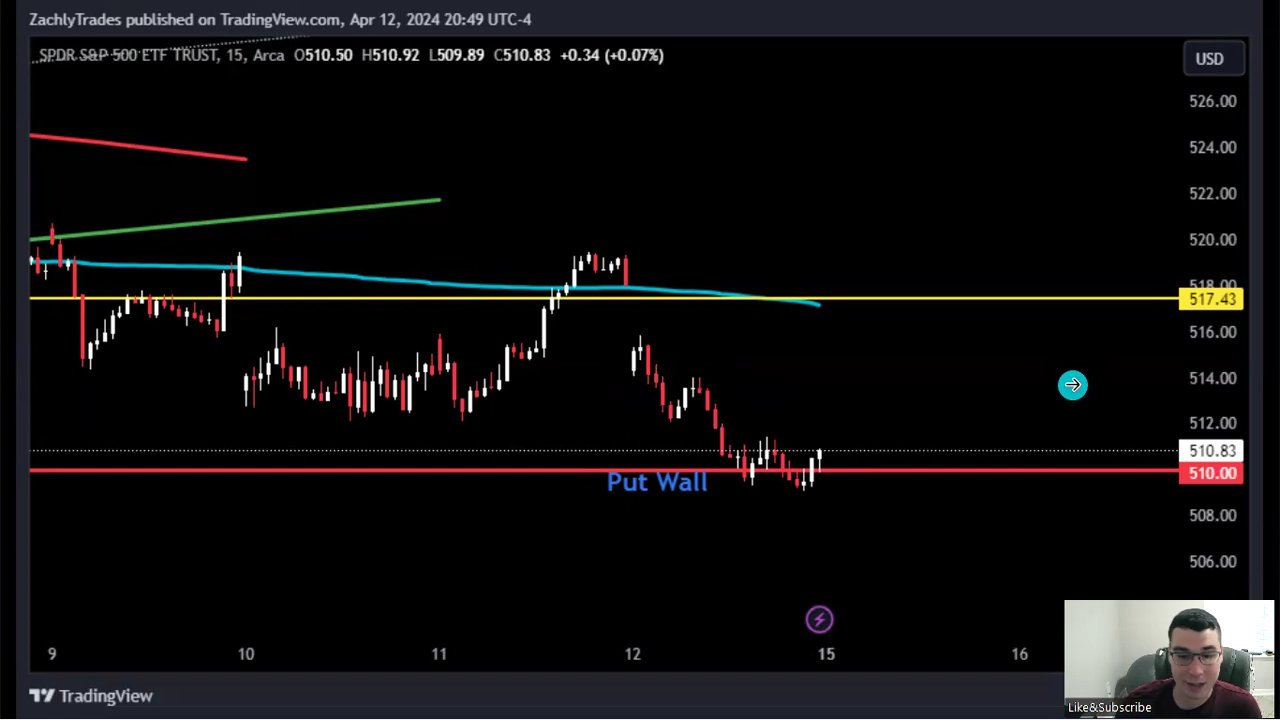 ZachlyTrades published on TradingView.com, Apr 12, 2024 20:49 UTC-4
SPDR S&P 500 ETF TRUST, 15, Arca O510.50 H510.92 L509.89 C510.83 +0.34 (+0.07%)
USD
526.00
524.00
522.00
520.00
518.00
517.43
516.00
514.00
512.00
510.83
510.00
Put Wall
508.00
506.00
9 10 11 12 15 16
TradingView
Like&Subscribe